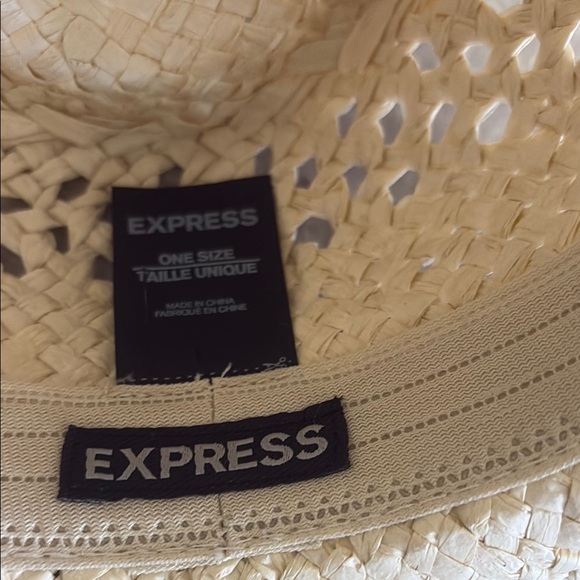 EXPRESS
ONE SIZE
TAILLE UNIQUE
MADE IN CHINA
FABRIQUÉ EN CHINE
EXPRESS